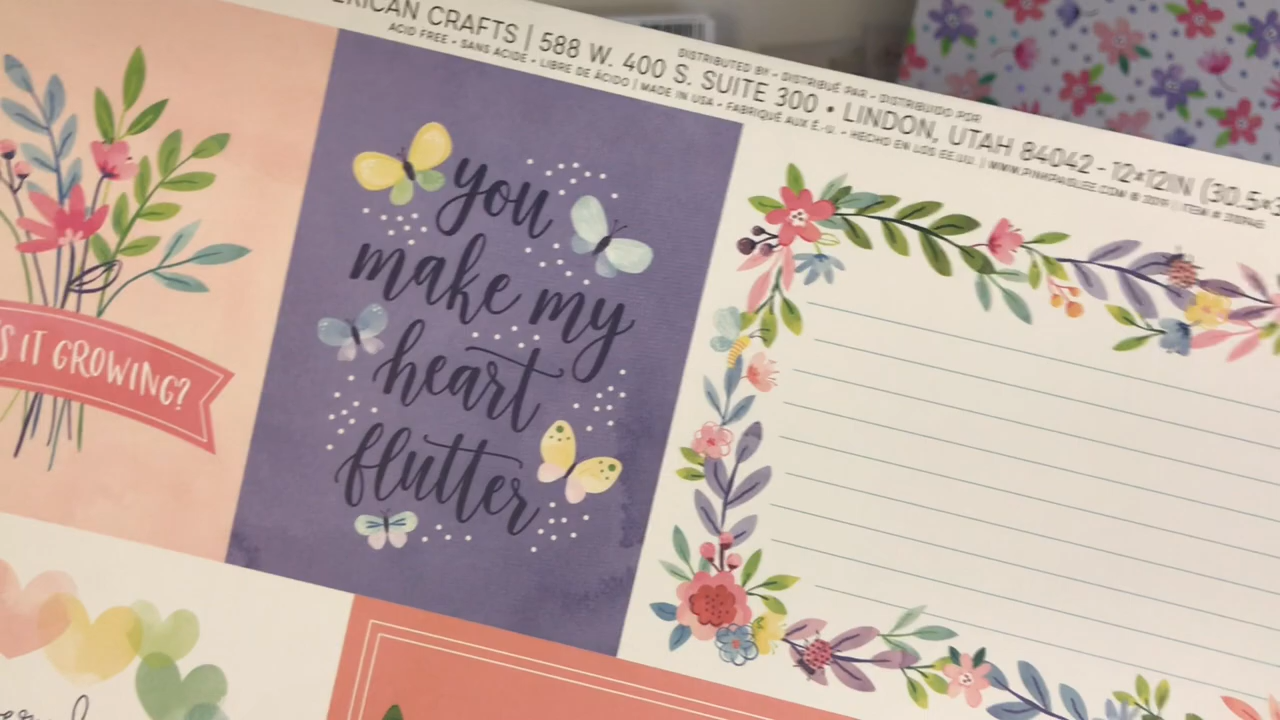 DISTRIBUTED BY • DISTRIBUÉ PAR • DISTRIBUIDO POR
CRAFTS | 588 W. 400 S. SUITE 300 • LINDON, UTAH 84042 - 12×12IN (30.5×
ACID FREE • SANS ACIDE • LIBRE DE ÁCIDO | MADE IN USA • FABRIQUÉ AUX É.-U. • HECHO EN LOS EE.UU. | WWW.PINKPAISLEE.COM
S IT GROWING?
you
make my
heart
flutter